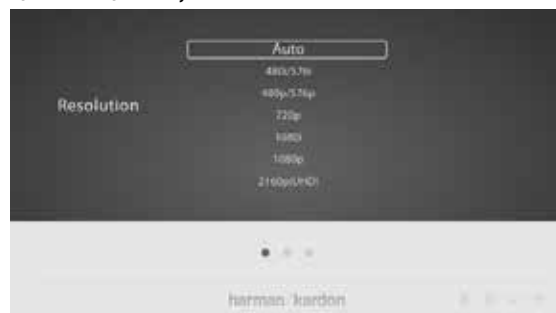 Auto
480i/576i
480p/576p
Resolution
720p
1080i
1080p
2160p(UHD)
harman kardon